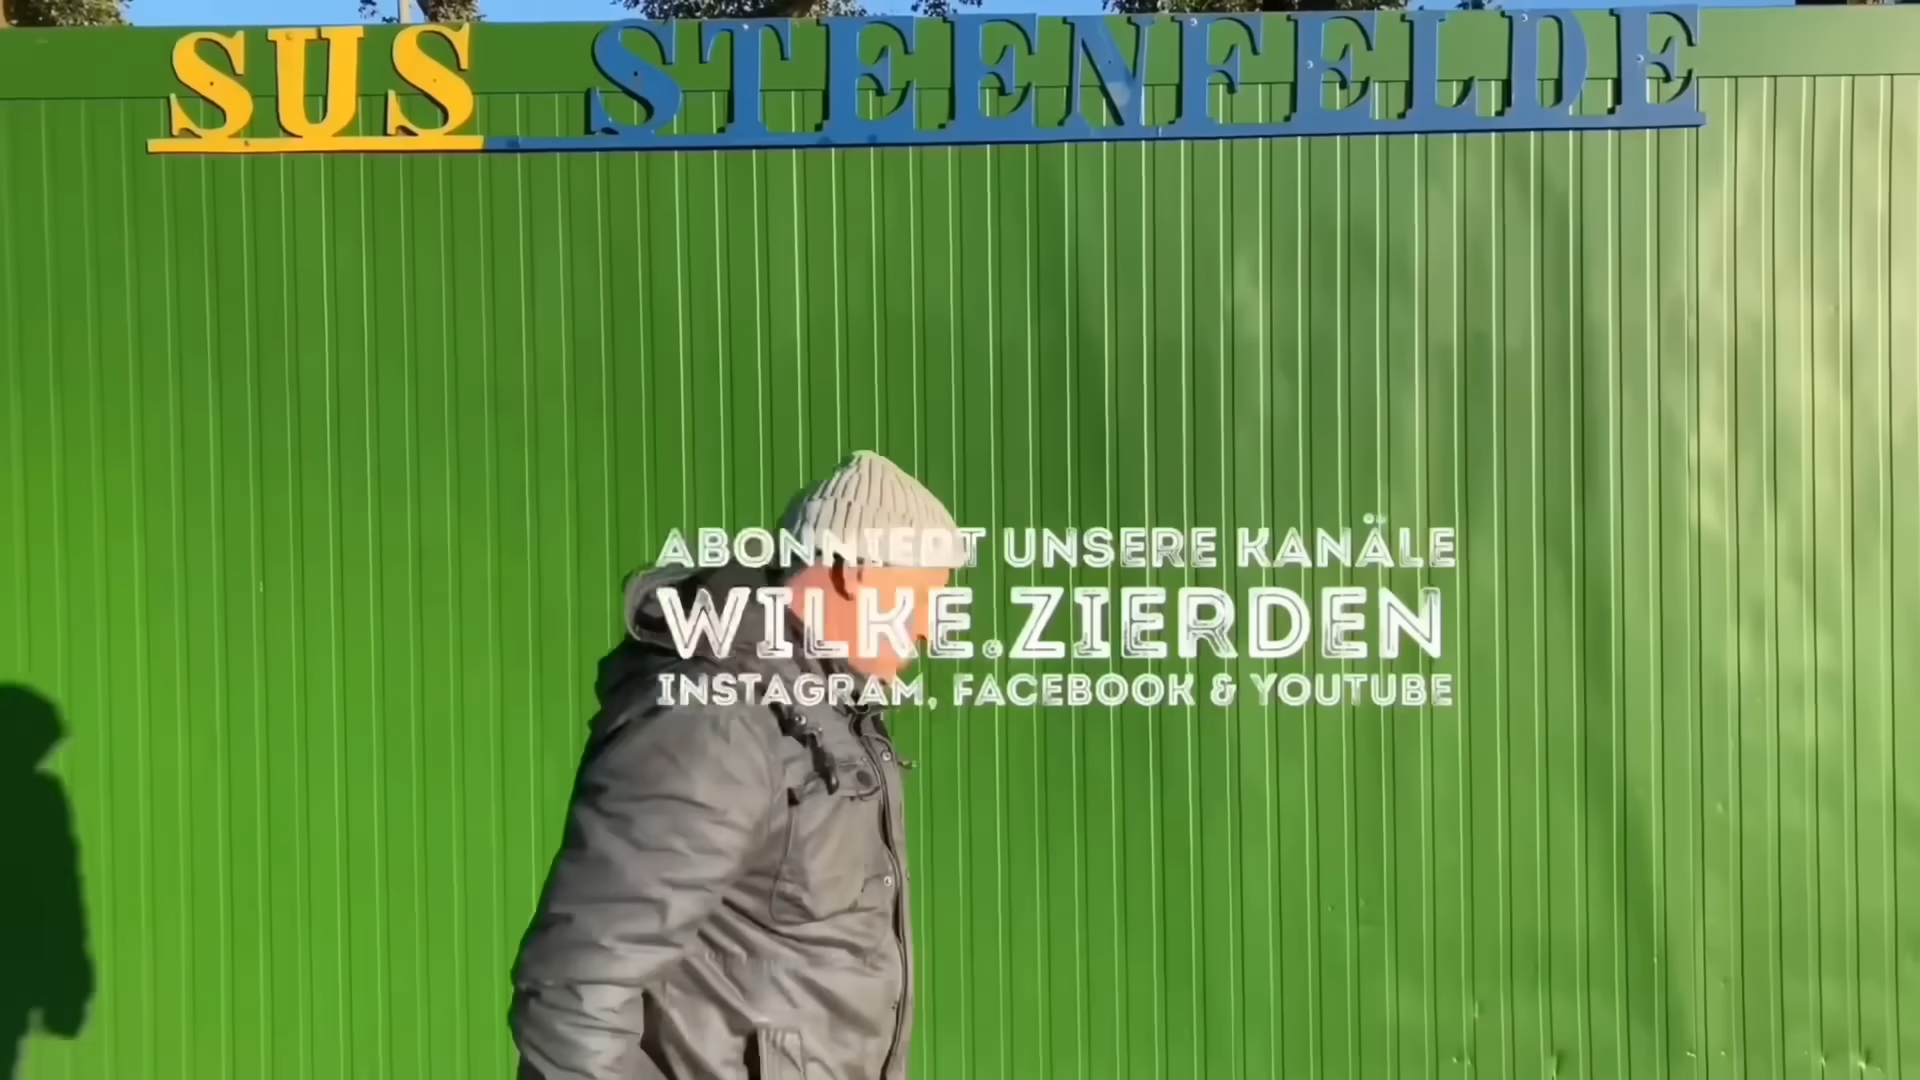 SUS STEENFELDE
ABONNIERT UNSERE KANÄLE
WILKE.ZIERDEN
INSTAGRAM, FACEBOOK & YOUTUBE